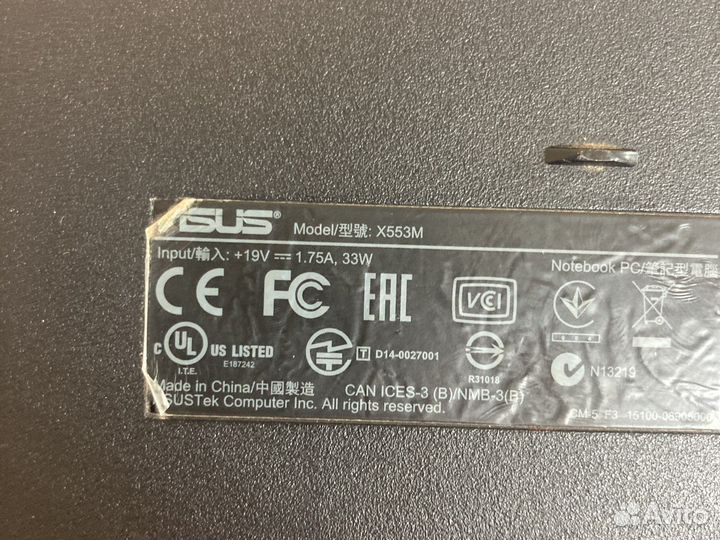 ASUS® Model/型號: X553M
Input/輸入: +19V ⎓ 1.75A, 33W
Notebook PC/筆記型電腦
CE FC EAC VCI
c UL US LISTED
I.T.E.
E187242
T D14-0027001
R31018
N13219
Made in China/中國製造
CAN ICES-3 (B)/NMB-3(B)
ASUSTek Computer Inc. All rights reserved.
Avito